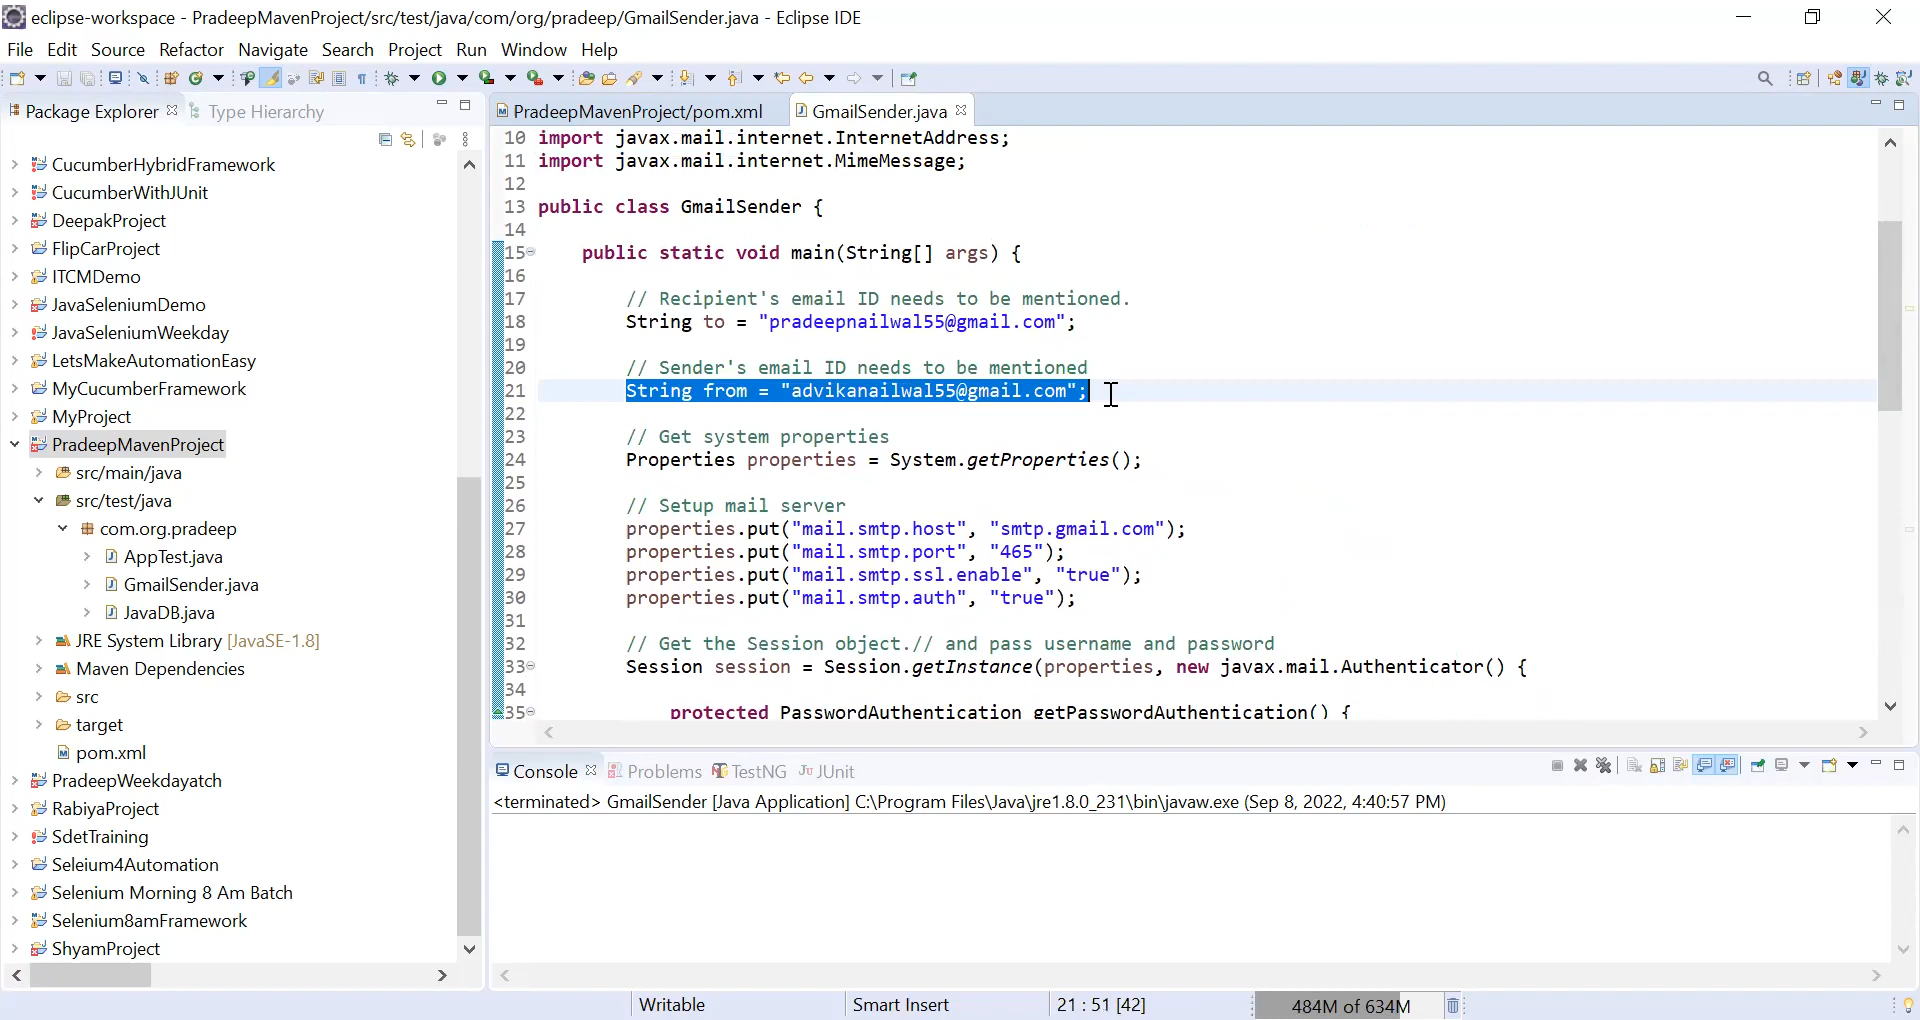 eclipse-workspace - PradeepMavenProject/src/test/java/com/org/pradeep/GmailSender.java - Eclipse IDE
File Edit Source Refactor Navigate Search Project Run Window Help
Package Explorer Type Hierarchy
CucumberHybridFramework
CucumberWithJUnit
DeepakProject
FlipCarProject
ITCMDemo
JavaSeleniumDemo
JavaSeleniumWeekday
LetsMakeAutomationEasy
MyCucumberFramework
MyProject
PradeepMavenProject
src/main/java
src/test/java
com.org.pradeep
AppTest.java
GmailSender.java
JavaDB.java
JRE System Library [JavaSE-1.8]
Maven Dependencies
src
target
pom.xml
PradeepWeekdayatch
RabiyaProject
SdetTraining
Seleium4Automation
Selenium Morning 8 Am Batch
Selenium8amFramework
ShyamProject
PradeepMavenProject/pom.xml GmailSender.java
10 import javax.mail.internet.InternetAddress;
11 import javax.mail.internet.MimeMessage;
12
13 public class GmailSender {
14
15 public static void main(String[] args) {
16
17 // Recipient's email ID needs to be mentioned.
18 String to = "pradeepnailwal55@gmail.com";
19
20 // Sender's email ID needs to be mentioned
21 String from = "advikanailwal55@gmail.com";
22
23 // Get system properties
24 Properties properties = System.getProperties();
25
26 // Setup mail server
27 properties.put("mail.smtp.host", "smtp.gmail.com");
28 properties.put("mail.smtp.port", "465");
29 properties.put("mail.smtp.ssl.enable", "true");
30 properties.put("mail.smtp.auth", "true");
31
32 // Get the Session object.// and pass username and password
33 Session session = Session.getInstance(properties, new javax.mail.Authenticator() {
34
35 protected PasswordAuthentication getPasswordAuthentication() {
Console Problems TestNG JUnit
<terminated> GmailSender [Java Application] C:\Program Files\Java\jre1.8.0_231\bin\javaw.exe (Sep 8, 2022, 4:40:57 PM)
Writable Smart Insert 21 : 51 [42] 484M of 634M